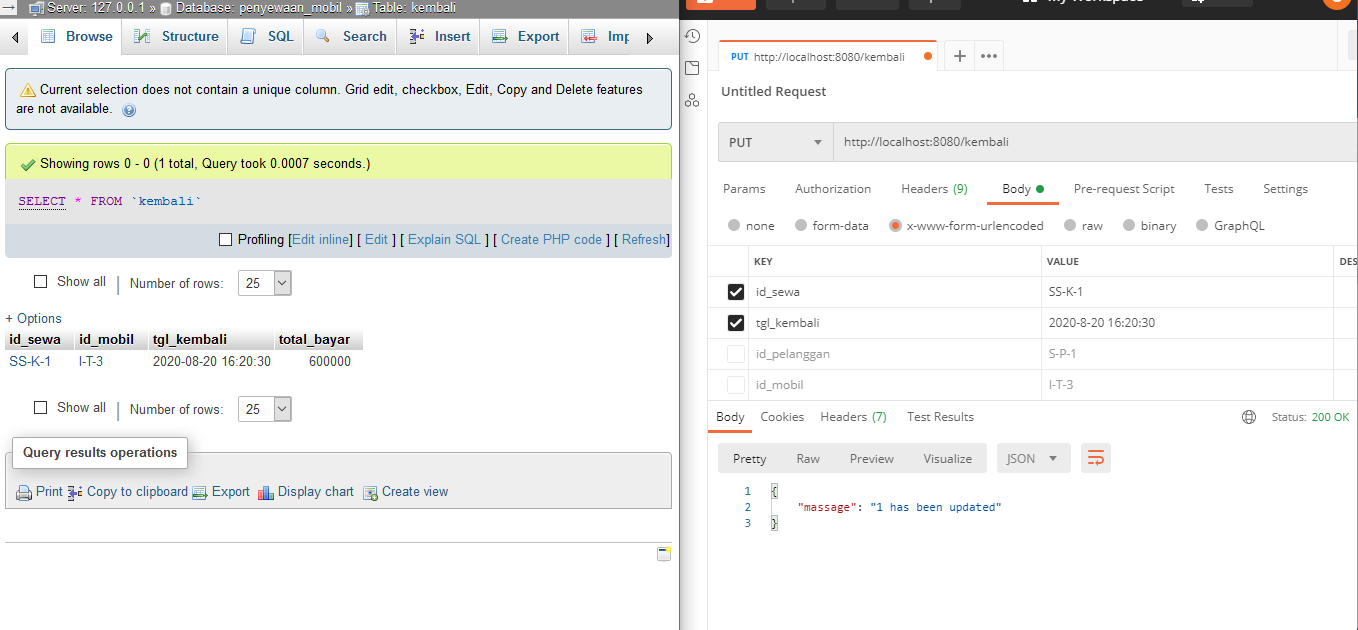 Server: 127.0.0.1 » Database: penyewaan_mobil » Table: kembali
Browse Structure SQL Search Insert Export Imp
Current selection does not contain a unique column. Grid edit, checkbox, Edit, Copy and Delete features
are not available.
Showing rows 0 - 0 (1 total, Query took 0.0007 seconds.)
SELECT * FROM `kembali`
Profiling [Edit inline] [ Edit ] [ Explain SQL ] [ Create PHP code ] [ Refresh]
Show all | Number of rows: 25
+ Options
id_sewa id_mobil tgl_kembali total_bayar
SS-K-1 I-T-3 2020-08-20 16:20:30 600000
Show all | Number of rows: 25
Query results operations
Print Copy to clipboard Export Display chart Create view
PUT http://localhost:8080/kembali
Untitled Request
PUT http://localhost:8080/kembali
Params Authorization Headers (9) Body Pre-request Script Tests Settings
none form-data x-www-form-urlencoded raw binary GraphQL
KEY VALUE DES
id_sewa SS-K-1
tgl_kembali 2020-8-20 16:20:30
id_pelanggan S-P-1
id_mobil I-T-3
Body Cookies Headers (7) Test Results Status: 200 OK
Pretty Raw Preview Visualize JSON
1 {
2 "massage": "1 has been updated"
3 }